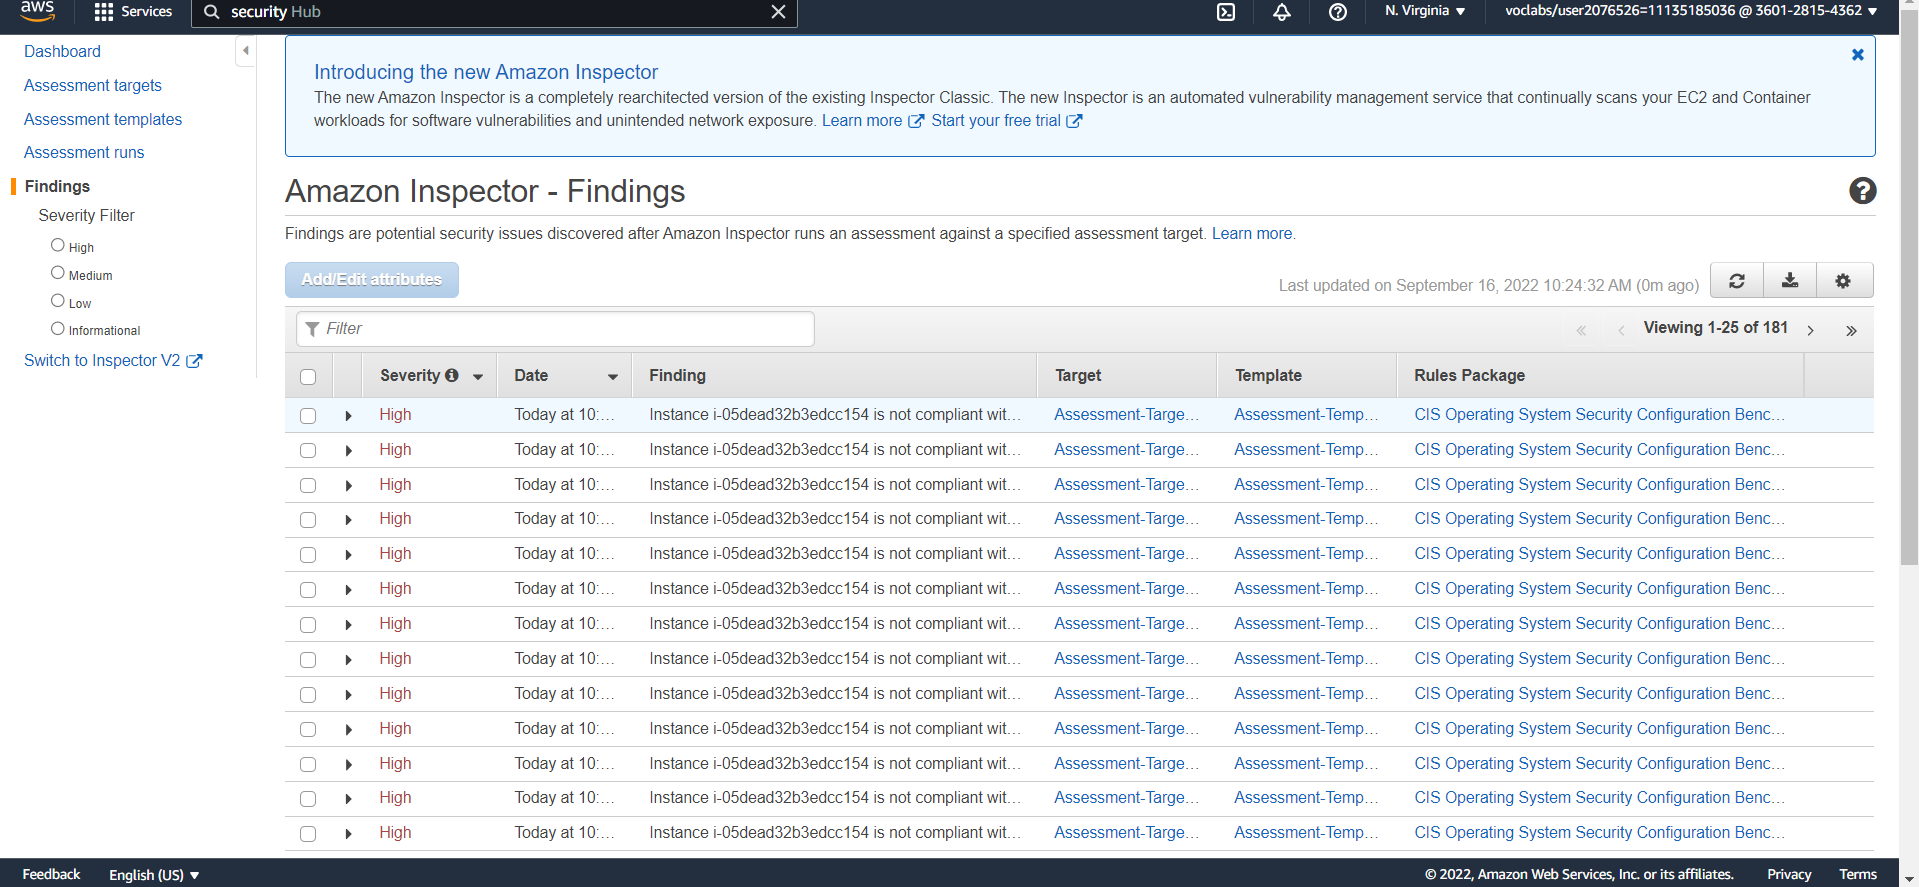 aws Services security Hub N. Virginia voclabs/user2076526=11135185036 @ 3601-2815-4362
Dashboard
Assessment targets
Assessment templates
Assessment runs
Findings
Severity Filter
High
Medium
Low
Informational
Switch to Inspector V2
Introducing the new Amazon Inspector
The new Amazon Inspector is a completely rearchitected version of the existing Inspector Classic. The new Inspector is an automated vulnerability management service that continually scans your EC2 and Container
workloads for software vulnerabilities and unintended network exposure. Learn more Start your free trial
Amazon Inspector - Findings
Findings are potential security issues discovered after Amazon Inspector runs an assessment against a specified assessment target. Learn more.
Add/Edit attributes Last updated on September 16, 2022 10:24:32 AM (0m ago)
Filter Viewing 1-25 of 181
Severity Date Finding Target Template Rules Package
High Today at 10:... Instance i-05dead32b3edcc154 is not compliant wit... Assessment-Targe... Assessment-Temp... CIS Operating System Security Configuration Benc...
High Today at 10:... Instance i-05dead32b3edcc154 is not compliant wit... Assessment-Targe... Assessment-Temp... CIS Operating System Security Configuration Benc...
High Today at 10:... Instance i-05dead32b3edcc154 is not compliant wit... Assessment-Targe... Assessment-Temp... CIS Operating System Security Configuration Benc...
High Today at 10:... Instance i-05dead32b3edcc154 is not compliant wit... Assessment-Targe... Assessment-Temp... CIS Operating System Security Configuration Benc...
High Today at 10:... Instance i-05dead32b3edcc154 is not compliant wit... Assessment-Targe... Assessment-Temp... CIS Operating System Security Configuration Benc...
High Today at 10:... Instance i-05dead32b3edcc154 is not compliant wit... Assessment-Targe... Assessment-Temp... CIS Operating System Security Configuration Benc...
High Today at 10:... Instance i-05dead32b3edcc154 is not compliant wit... Assessment-Targe... Assessment-Temp... CIS Operating System Security Configuration Benc...
High Today at 10:... Instance i-05dead32b3edcc154 is not compliant wit... Assessment-Targe... Assessment-Temp... CIS Operating System Security Configuration Benc...
High Today at 10:... Instance i-05dead32b3edcc154 is not compliant wit... Assessment-Targe... Assessment-Temp... CIS Operating System Security Configuration Benc...
High Today at 10:... Instance i-05dead32b3edcc154 is not compliant wit... Assessment-Targe... Assessment-Temp... CIS Operating System Security Configuration Benc...
High Today at 10:... Instance i-05dead32b3edcc154 is not compliant wit... Assessment-Targe... Assessment-Temp... CIS Operating System Security Configuration Benc...
High Today at 10:... Instance i-05dead32b3edcc154 is not compliant wit... Assessment-Targe... Assessment-Temp... CIS Operating System Security Configuration Benc...
High Today at 10:... Instance i-05dead32b3edcc154 is not compliant wit... Assessment-Targe... Assessment-Temp... CIS Operating System Security Configuration Benc...
Feedback English (US) © 2022, Amazon Web Services, Inc. or its affiliates. Privacy Terms